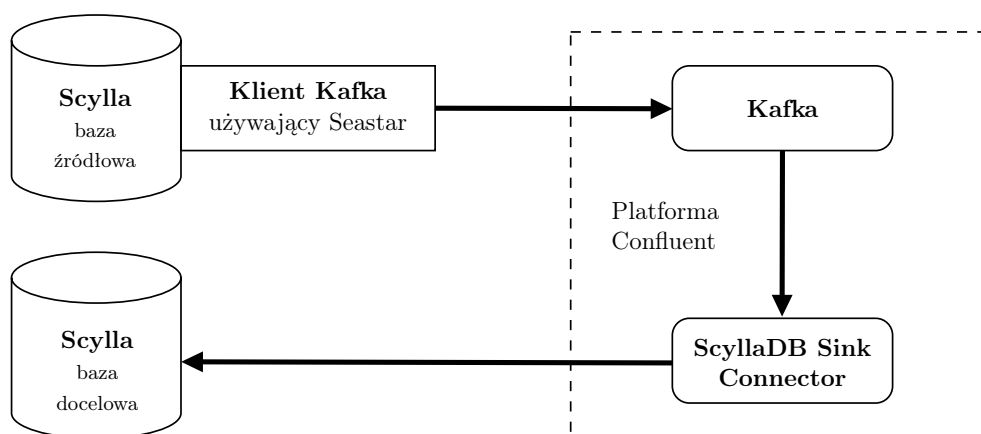 Scylla
baza
źródłowa
Klient Kafka
używający Seastar
Kafka
Platforma
Confluent
Scylla
baza
docelowa
ScyllaDB Sink
Connector